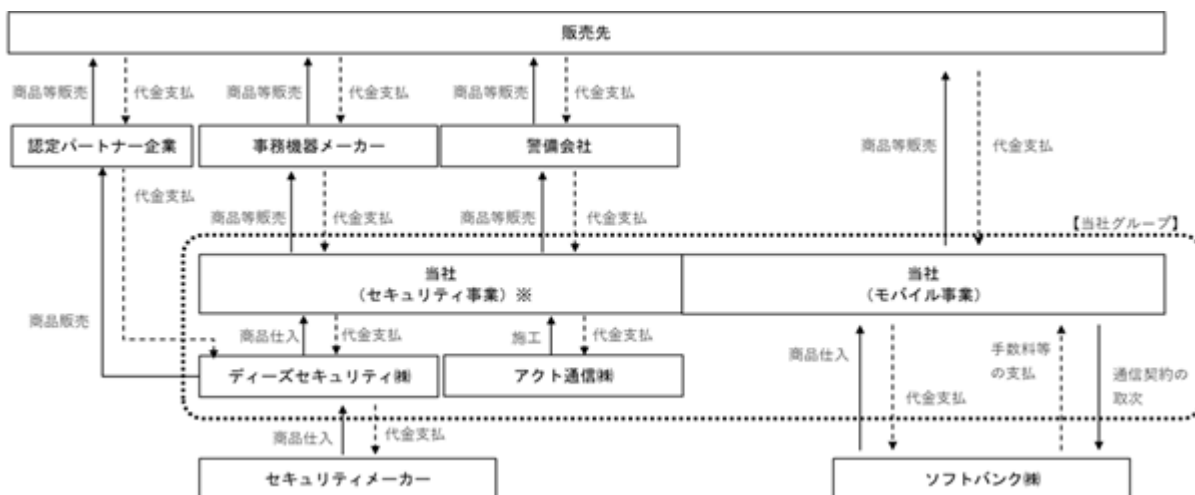 販売先
商品等販売
代金支払
商品等販売
代金支払
商品等販売
代金支払
商品等販売
代金支払
認定パートナー企業
事務機器メーカー
警備会社
代金支払
商品等販売
代金支払
商品等販売
代金支払
【当社グループ】
当社
（セキュリティ事業）※
当社
（モバイル事業）
商品販売
商品仕入
代金支払
施工
代金支払
ディーズセキュリティ㈱
アクト通信㈱
商品仕入
代金支払
手数料等
の支払
通信契約の
取次
商品仕入
代金支払
セキュリティメーカー
ソフトバンク㈱